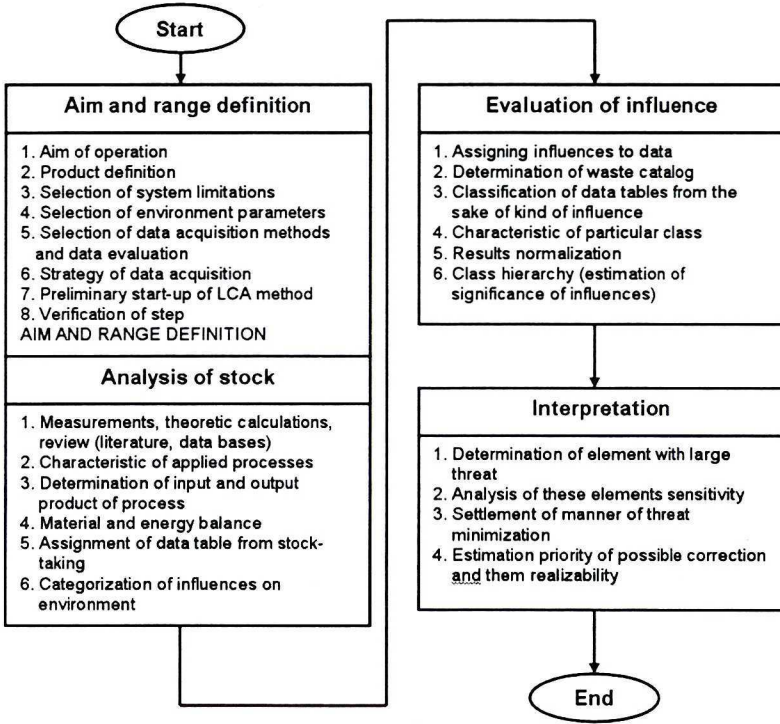 Start
Aim and range definition
1. Aim of operation
2. Product definition
3. Selection of system limitations
4. Selection of environment parameters
5. Selection of data acquisition methods
and data evaluation
6. Strategy of data acquisition
7. Preliminary start-up of LCA method
8. Verification of step
AIM AND RANGE DEFINITION
Analysis of stock
1. Measurements, theoretic calculations,
review (literature, data bases)
2. Characteristic of applied processes
3. Determination of input and output
product of process
4. Material and energy balance
5. Assignment of data table from stock-
taking
6. Categorization of influences on
environment
Evaluation of influence
1. Assigning influences to data
2. Determination of waste catalog
3. Classification of data tables from the
sake of kind of influence
4. Characteristic of particular class
5. Results normalization
6. Class hierarchy (estimation of
significance of influences)
Interpretation
1. Determination of element with large
threat
2. Analysis of these elements sensitivity
3. Settlement of manner of threat
minimization
4. Estimation priority of possible correction
and them realizability
End